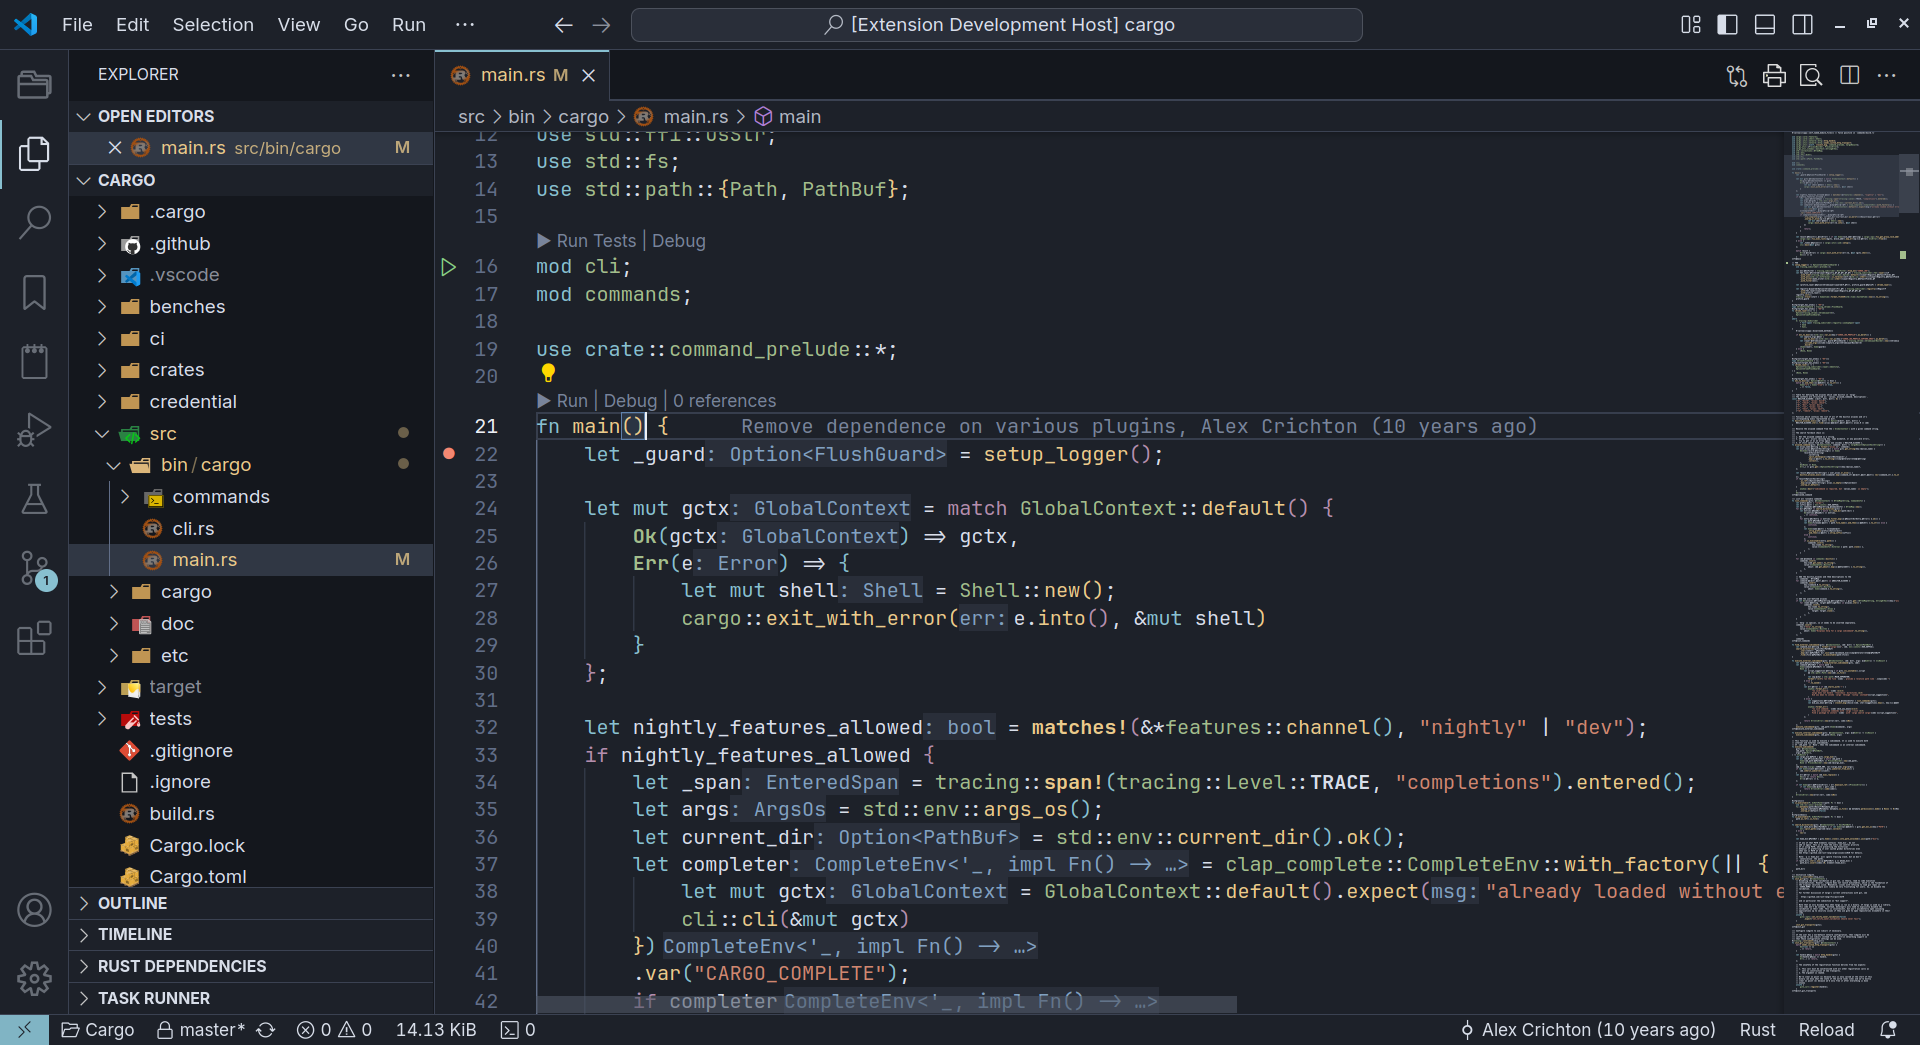 File Edit Selection View Go Run ··· [Extension Development Host] cargo
EXPLORER
OPEN EDITORS
main.rs src/bin/cargo M
CARGO
.cargo
.github
.vscode
benches
ci
crates
credential
src
bin / cargo
commands
cli.rs
main.rs M
cargo
doc
etc
target
tests
.gitignore
.ignore
build.rs
Cargo.lock
Cargo.toml
OUTLINE
TIMELINE
RUST DEPENDENCIES
TASK RUNNER
1
main.rs M
src > bin > cargo > main.rs > main
12 use std::ffi::OsStr;
13 use std::fs;
14 use std::path::{Path, PathBuf};
15
Run Tests | Debug
16 mod cli;
17 mod commands;
18
19 use crate::command_prelude::*;
20
Run | Debug | 0 references
21 fn main() { Remove dependence on various plugins, Alex Crichton (10 years ago)
22 let _guard: Option<FlushGuard> = setup_logger();
23
24 let mut gctx: GlobalContext = match GlobalContext::default() {
25 Ok(gctx: GlobalContext) => gctx,
26 Err(e: Error) => {
27 let mut shell: Shell = Shell::new();
28 cargo::exit_with_error(err: e.into(), &mut shell)
29 }
30 };
31
32 let nightly_features_allowed: bool = matches!(&*features::channel(), "nightly" | "dev");
33 if nightly_features_allowed {
34 let _span: EnteredSpan = tracing::span!(tracing::Level::TRACE, "completions").entered();
35 let args: ArgsOs = std::env::args_os();
36 let current_dir: Option<PathBuf> = std::env::current_dir().ok();
37 let completer: CompleteEnv<'_, impl Fn() -> …> = clap_complete::CompleteEnv::with_factory(|| {
38 let mut gctx: GlobalContext = GlobalContext::default().expect(msg: "already loaded without e
39 cli::cli(&mut gctx)
40 }) CompleteEnv<'_, impl Fn() -> …>
41 .var("CARGO_COMPLETE");
42 if completer CompleteEnv<'_, impl Fn() -> …>
Cargo master* 0 0 14.13 KiB 0 Alex Crichton (10 years ago) Rust Reload